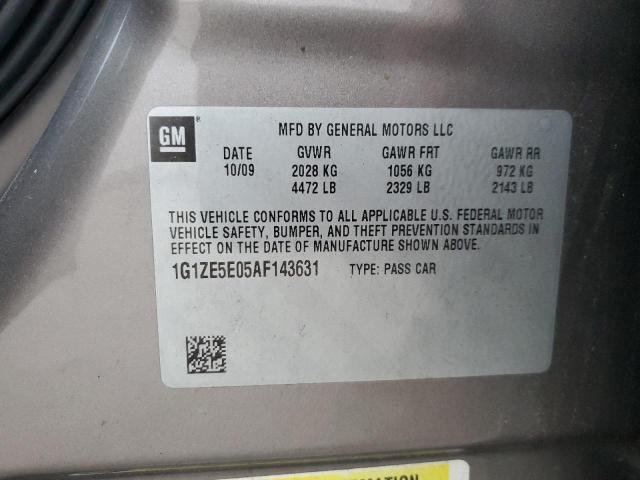 GM
MFD BY GENERAL MOTORS LLC
DATE GVWR GAWR FRT GAWR RR
10/09 2028 KG 1056 KG 972 KG
4472 LB 2329 LB 2143 LB
THIS VEHICLE CONFORMS TO ALL APPLICABLE U.S. FEDERAL MOTOR
VEHICLE SAFETY, BUMPER, AND THEFT PREVENTION STANDARDS IN
EFFECT ON THE DATE OF MANUFACTURE SHOWN ABOVE.
1G1ZE5E05AF143631 TYPE: PASS CAR